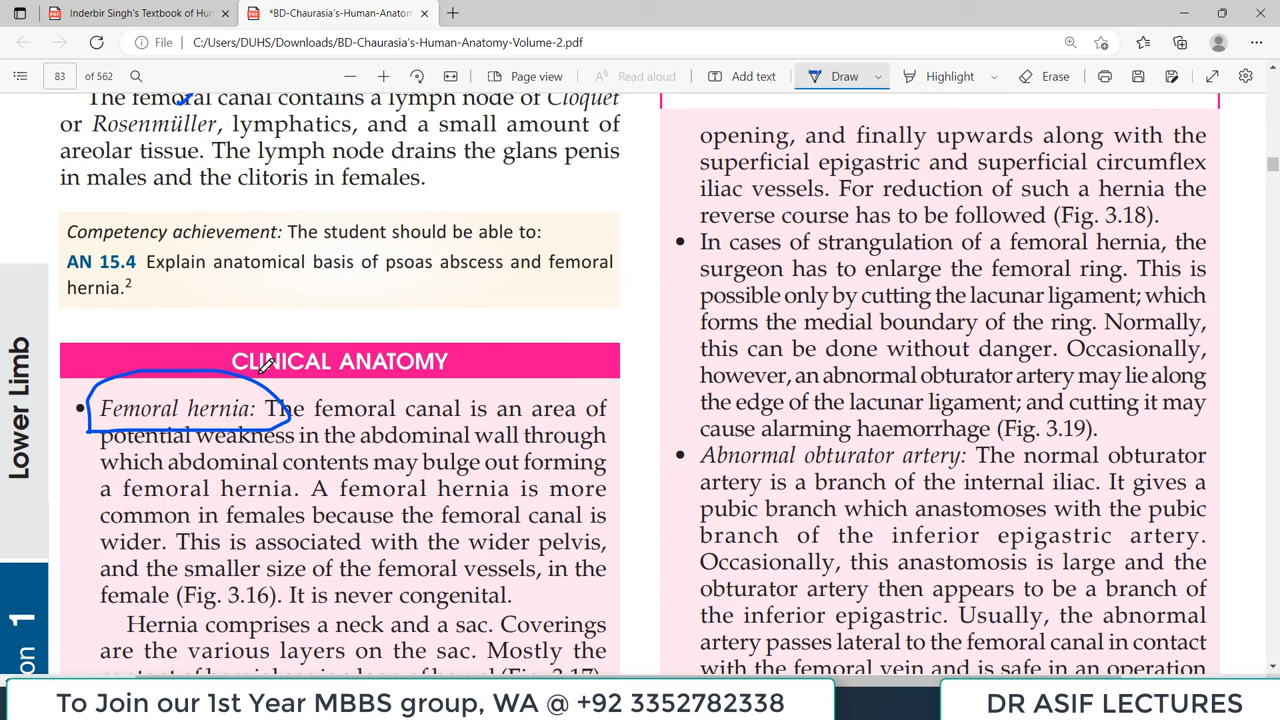 Inderbir Singh's Textbook of Hur
*BD-Chaurasia's-Human-Anatom
File
C:/Users/DUHS/Downloads/BD-Chaurasia's-Human-Anatomy-Volume-2.pdf
83 of 562
Page view
Read aloud
Add text
Draw
Highlight
Erase
The femoral canal contains a lymph node of Cloquet
or Rosenmüller, lymphatics, and a small amount of
areolar tissue. The lymph node drains the glans penis
in males and the clitoris in females.
Competency achievement: The student should be able to:
AN 15.4 Explain anatomical basis of psoas abscess and femoral
hernia.2
Lower Limb
CLINICAL ANATOMY
• Femoral hernia: The femoral canal is an area of
potential weakness in the abdominal wall through
which abdominal contents may bulge out forming
a femoral hernia. A femoral hernia is more
common in females because the femoral canal is
wider. This is associated with the wider pelvis,
and the smaller size of the femoral vessels, in the
female (Fig. 3.16). It is never congenital.
Hernia comprises a neck and a sac. Coverings
are the various layers on the sac. Mostly the
on 1
opening, and finally upwards along with the
superficial epigastric and superficial circumflex
iliac vessels. For reduction of such a hernia the
reverse course has to be followed (Fig. 3.18).
• In cases of strangulation of a femoral hernia, the
surgeon has to enlarge the femoral ring. This is
possible only by cutting the lacunar ligament; which
forms the medial boundary of the ring. Normally,
this can be done without danger. Occasionally,
however, an abnormal obturator artery may lie along
the edge of the lacunar ligament; and cutting it may
cause alarming haemorrhage (Fig. 3.19).
• Abnormal obturator artery: The normal obturator
artery is a branch of the internal iliac. It gives a
pubic branch which anastomoses with the pubic
branch of the inferior epigastric artery.
Occasionally, this anastomosis is large and the
obturator artery then appears to be a branch of
the inferior epigastric. Usually, the abnormal
artery passes lateral to the femoral canal in contact
with the femoral vein and is safe in an operation
To Join our 1st Year MBBS group, WA @ +92 3352782338
DR ASIF LECTURES